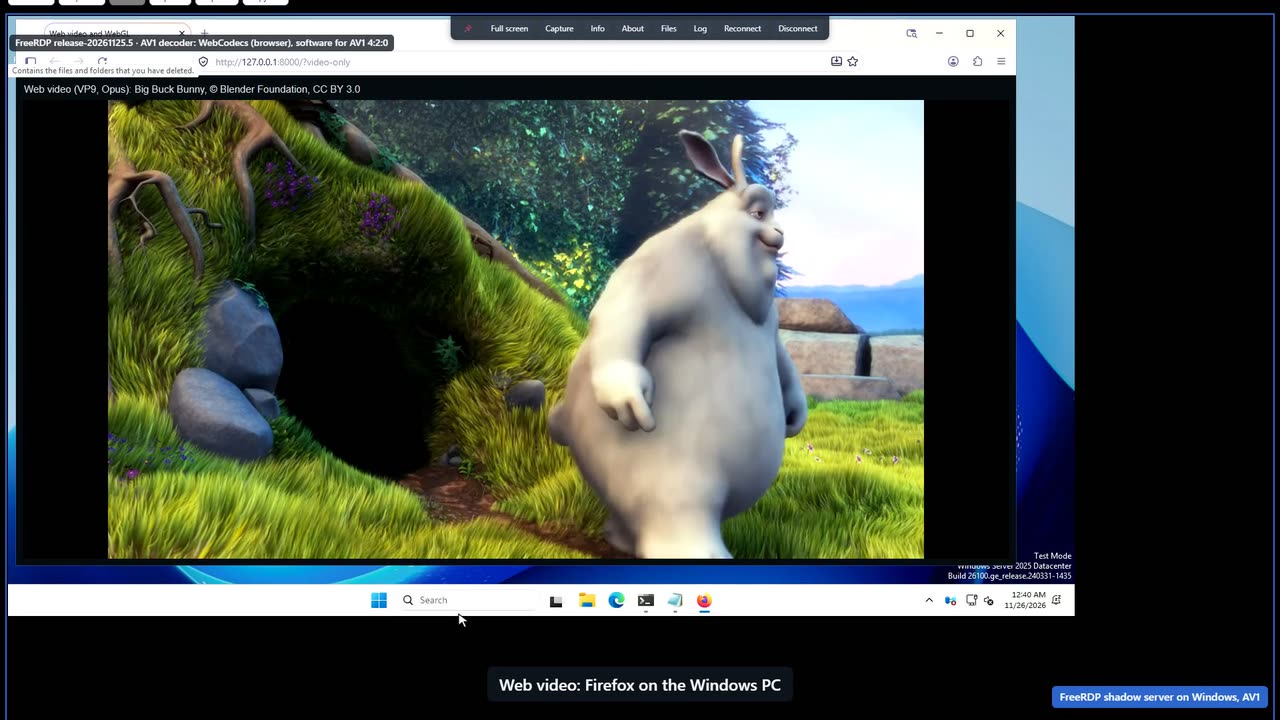 Web video and WebGL
Full screen
Capture
Info
About
Files
Log
Reconnect
Disconnect
FreeRDP release-20261125.5 · AV1 decoder: WebCodecs (browser), software for AV1 4:2:0
http://127.0.0.1:8000/?video-only
Contains the files and folders that you have deleted.
Web video (VP9, Opus): Big Buck Bunny, © Blender Foundation, CC BY 3.0
Test Mode
Windows Server 2025 Datacenter
Build 26100.ge_release.240331-1435
Search
12:40 AM
11/26/2026
Web video: Firefox on the Windows PC
FreeRDP shadow server on Windows, AV1